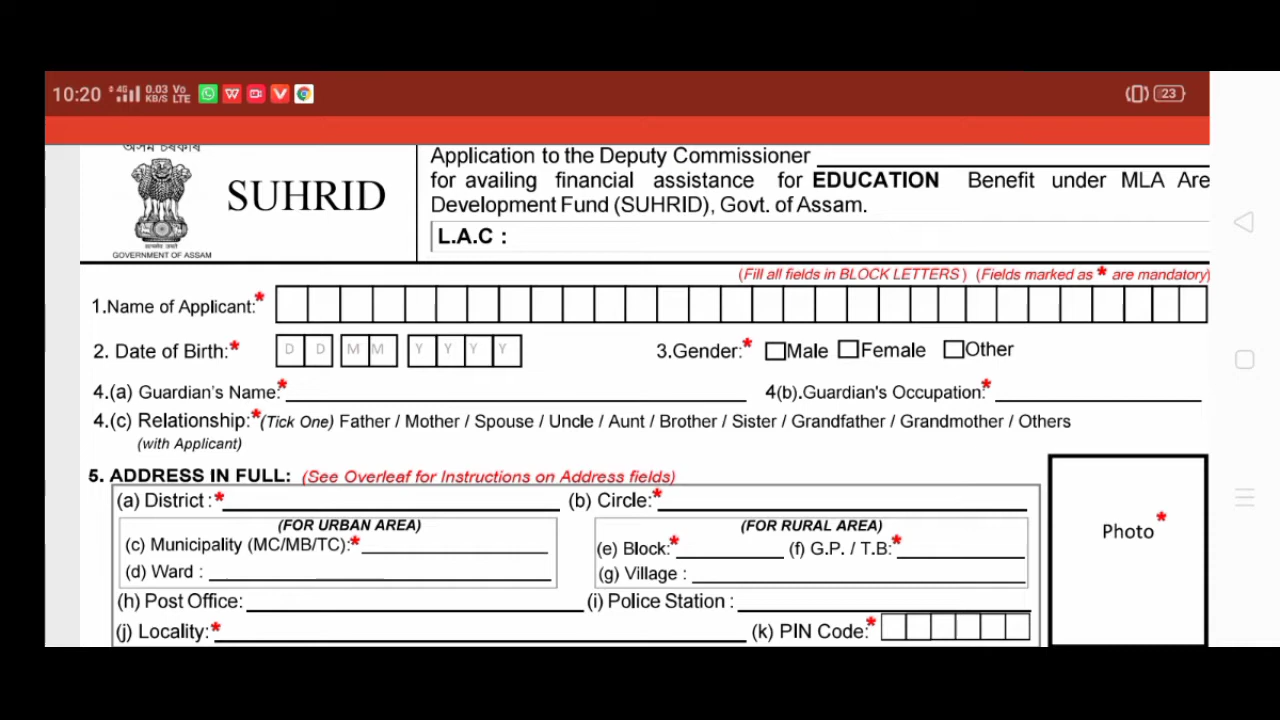 10:20 4G 0.03 KB/S Vo LTE 23
অসম চৰকাৰ
SUHRID
GOVERNMENT OF ASSAM
Application to the Deputy Commissioner
for availing financial assistance for EDUCATION Benefit under MLA Are
Development Fund (SUHRID), Govt. of Assam.
L.A.C :
(Fill all fields in BLOCK LETTERS ) (Fields marked as * are mandatory)
1.Name of Applicant:*
2. Date of Birth:* D D M M Y Y Y Y 3.Gender:* Male Female Other
4.(a) Guardian's Name:* 4(b).Guardian's Occupation:*
4.(c) Relationship:*(Tick One) Father / Mother / Spouse / Uncle / Aunt / Brother / Sister / Grandfather / Grandmother / Others
(with Applicant)
5. ADDRESS IN FULL: (See Overleaf for Instructions on Address fields)
(a) District :* (b) Circle:*
(FOR URBAN AREA) (FOR RURAL AREA)
(c) Municipality (MC/MB/TC):* (e) Block:* (f) G.P. / T.B:*
(d) Ward : (g) Village :
(h) Post Office: (i) Police Station :
(j) Locality:* (k) PIN Code:*
Photo *